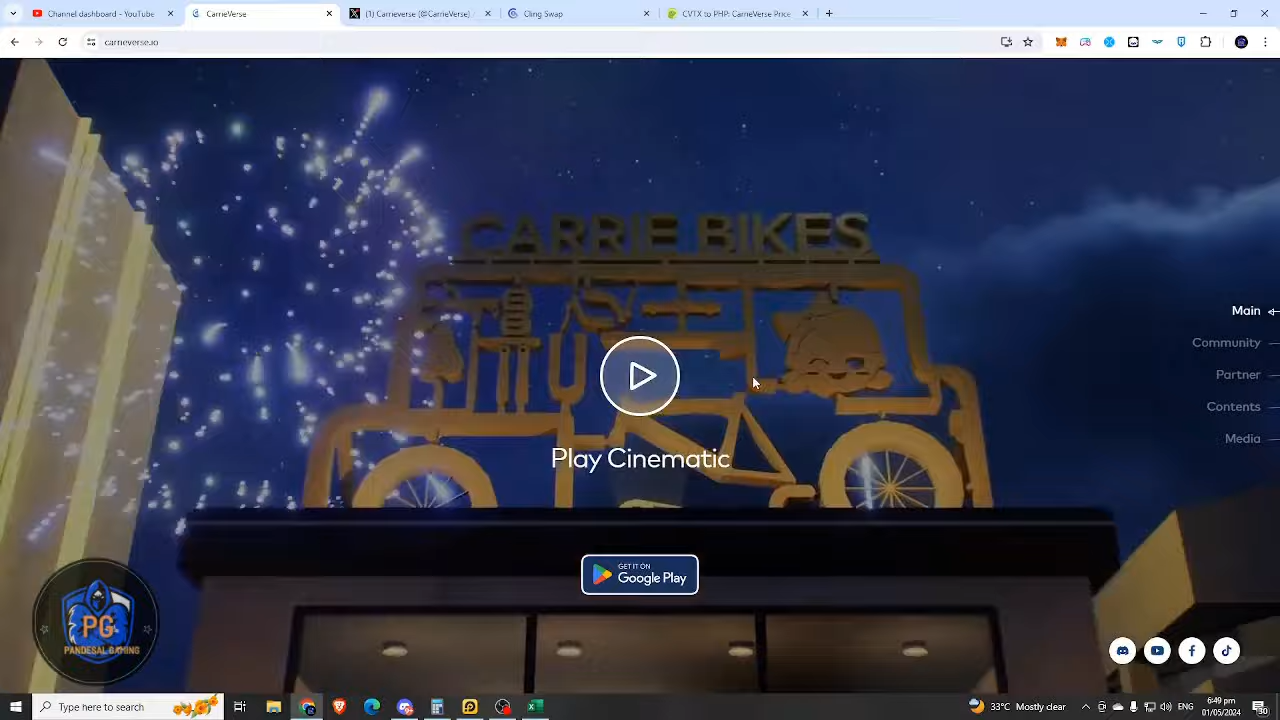 Channel dashboard - YouTube
CarrieVerse
(1) Carrieverse (@CarrieVerse
Cling Swap
CVTX to PHP: CarrieVerse Price
carrieverse.io
CARRIE BIKES
Main
Community
Partner
Contents
Media
Play Cinematic
GET IT ON
Google Play
PG
PANDESAL GAMING
Type here to search
33°C Mostly clear
ENG
6:49 pm
01/05/2024